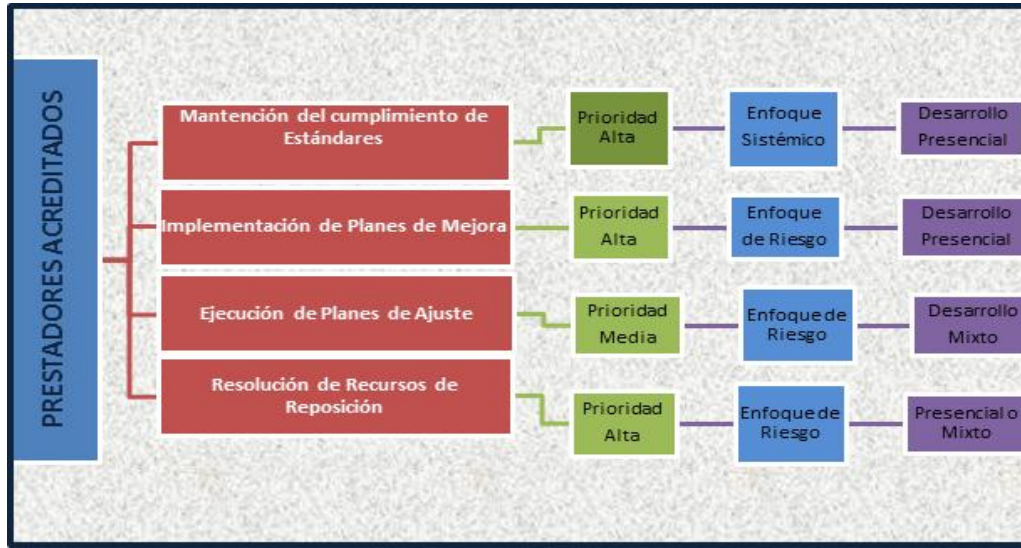 PRESTADORES ACREDITADOS
Mantención del cumplimiento de
Estándares
Prioridad
Alta
Enfoque
Sistémico
Desarrollo
Presencial
Implementación de Planes de Mejora
Prioridad
Alta
Enfoque
de Riesgo
Desarrollo
Presencial
Ejecución de Planes de Ajuste
Prioridad
Media
Enfoque de
Riesgo
Desarrollo
Mixto
Resolución de Recursos de
Reposición
Prioridad
Alta
Enfoque de
Riesgo
Presencial o
Mixto